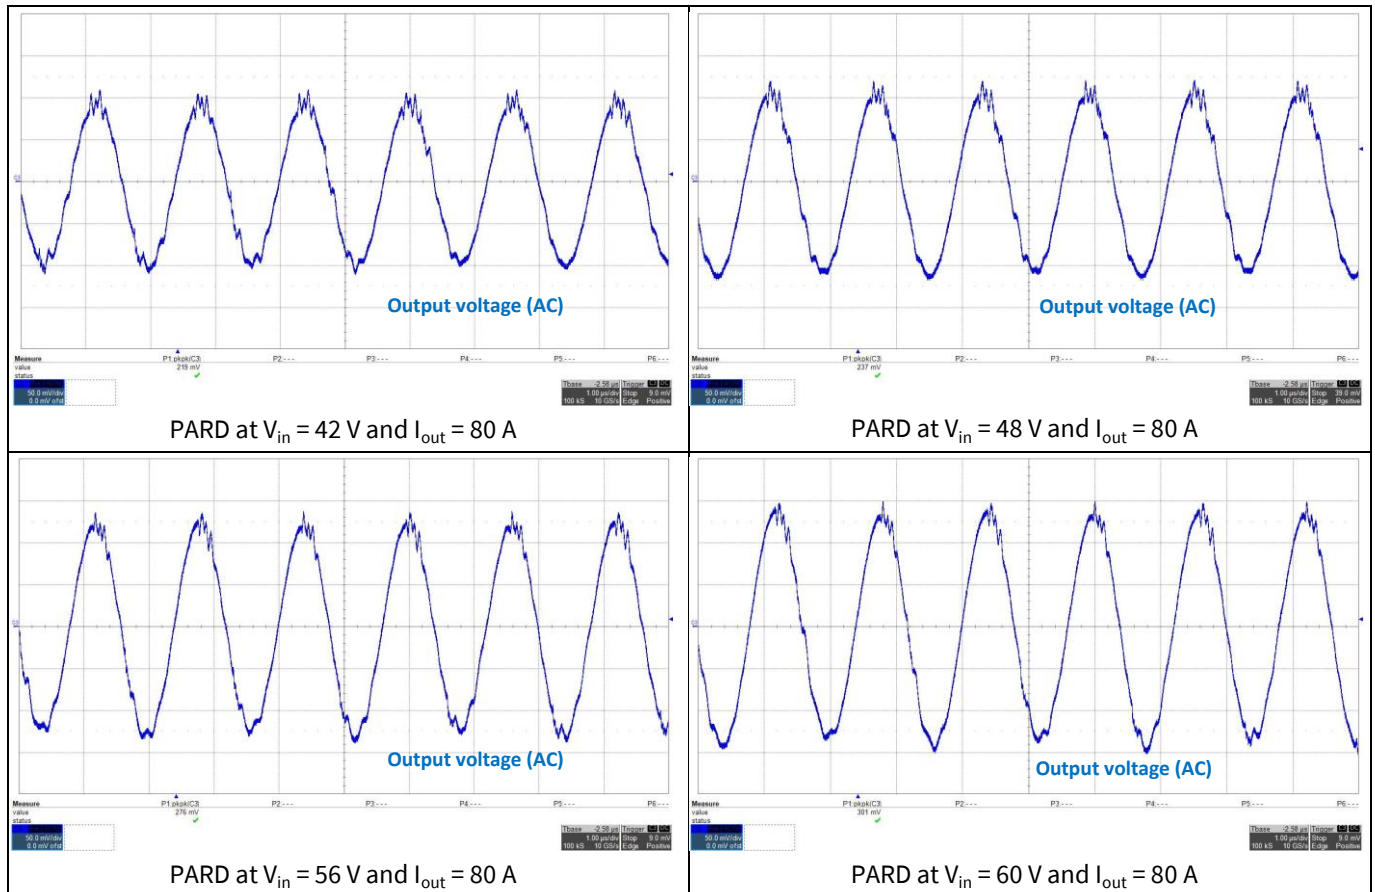 Output voltage (AC)
Measure P1:pkpk(C3) P2:--- P3:--- P4:--- P5:--- P6:---
value 219 mV
status ✔
50.0 mV/div
0.0 mV ofst
Tbase -2.58 µs Trigger
1.00 µs/div Stop 9.0 mV
100 kS 10 GS/s Edge Positive
PARD at Vin = 42 V and Iout = 80 A
Output voltage (AC)
Measure P1:pkpk(C3) P2:--- P3:--- P4:--- P5:--- P6:---
value 237 mV
status ✔
50.0 mV/div
0.0 mV ofst
Tbase -2.58 µs Trigger
1.00 µs/div Stop 39.0 mV
100 kS 10 GS/s Edge Positive
PARD at Vin = 48 V and Iout = 80 A
Output voltage (AC)
Measure P1:pkpk(C3) P2:--- P3:--- P4:--- P5:--- P6:---
value 276 mV
status ✔
50.0 mV/div
0.0 mV ofst
Tbase -2.58 µs Trigger
1.00 µs/div Stop 9.0 mV
100 kS 10 GS/s Edge Positive
PARD at Vin = 56 V and Iout = 80 A
Output voltage (AC)
Measure P1:pkpk(C3) P2:--- P3:--- P4:--- P5:--- P6:---
value 301 mV
status ✔
50.0 mV/div
0.0 mV ofst
Tbase -2.58 µs Trigger
1.00 µs/div Stop 9.0 mV
100 kS 10 GS/s Edge Positive
PARD at Vin = 60 V and Iout = 80 A